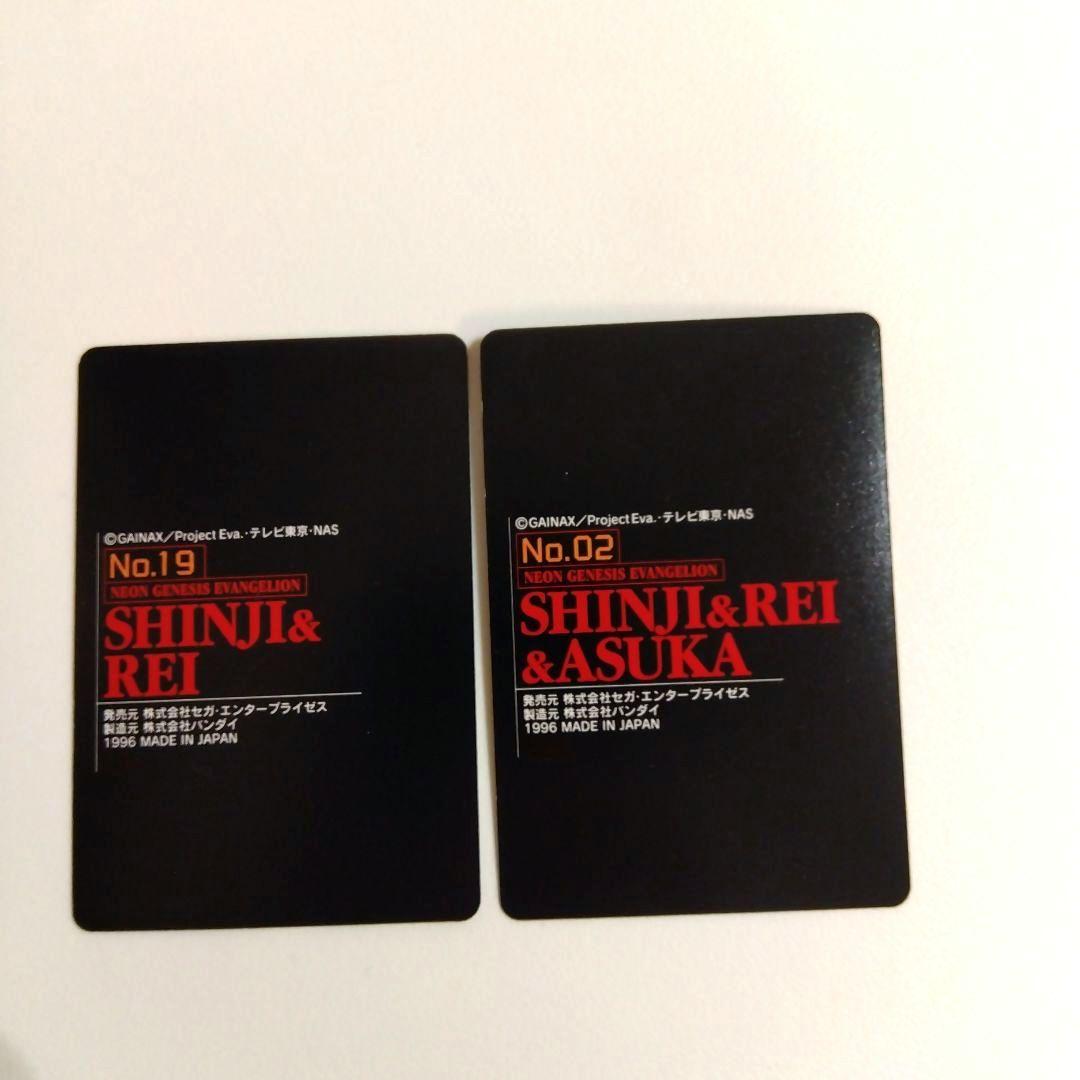 ©GAINAX／Project Eva.・テレビ東京・NAS
No.19
NEON GENESIS EVANGELION
SHINJI&
REI
発売元 株式会社セガ・エンタープライゼス
製造元 株式会社バンダイ
1996 MADE IN JAPAN
©GAINAX／Project Eva.・テレビ東京・NAS
No.02
NEON GENESIS EVANGELION
SHINJI&REI
&ASUKA
発売元 株式会社セガ・エンタープライゼス
製造元 株式会社バンダイ
1996 MADE IN JAPAN